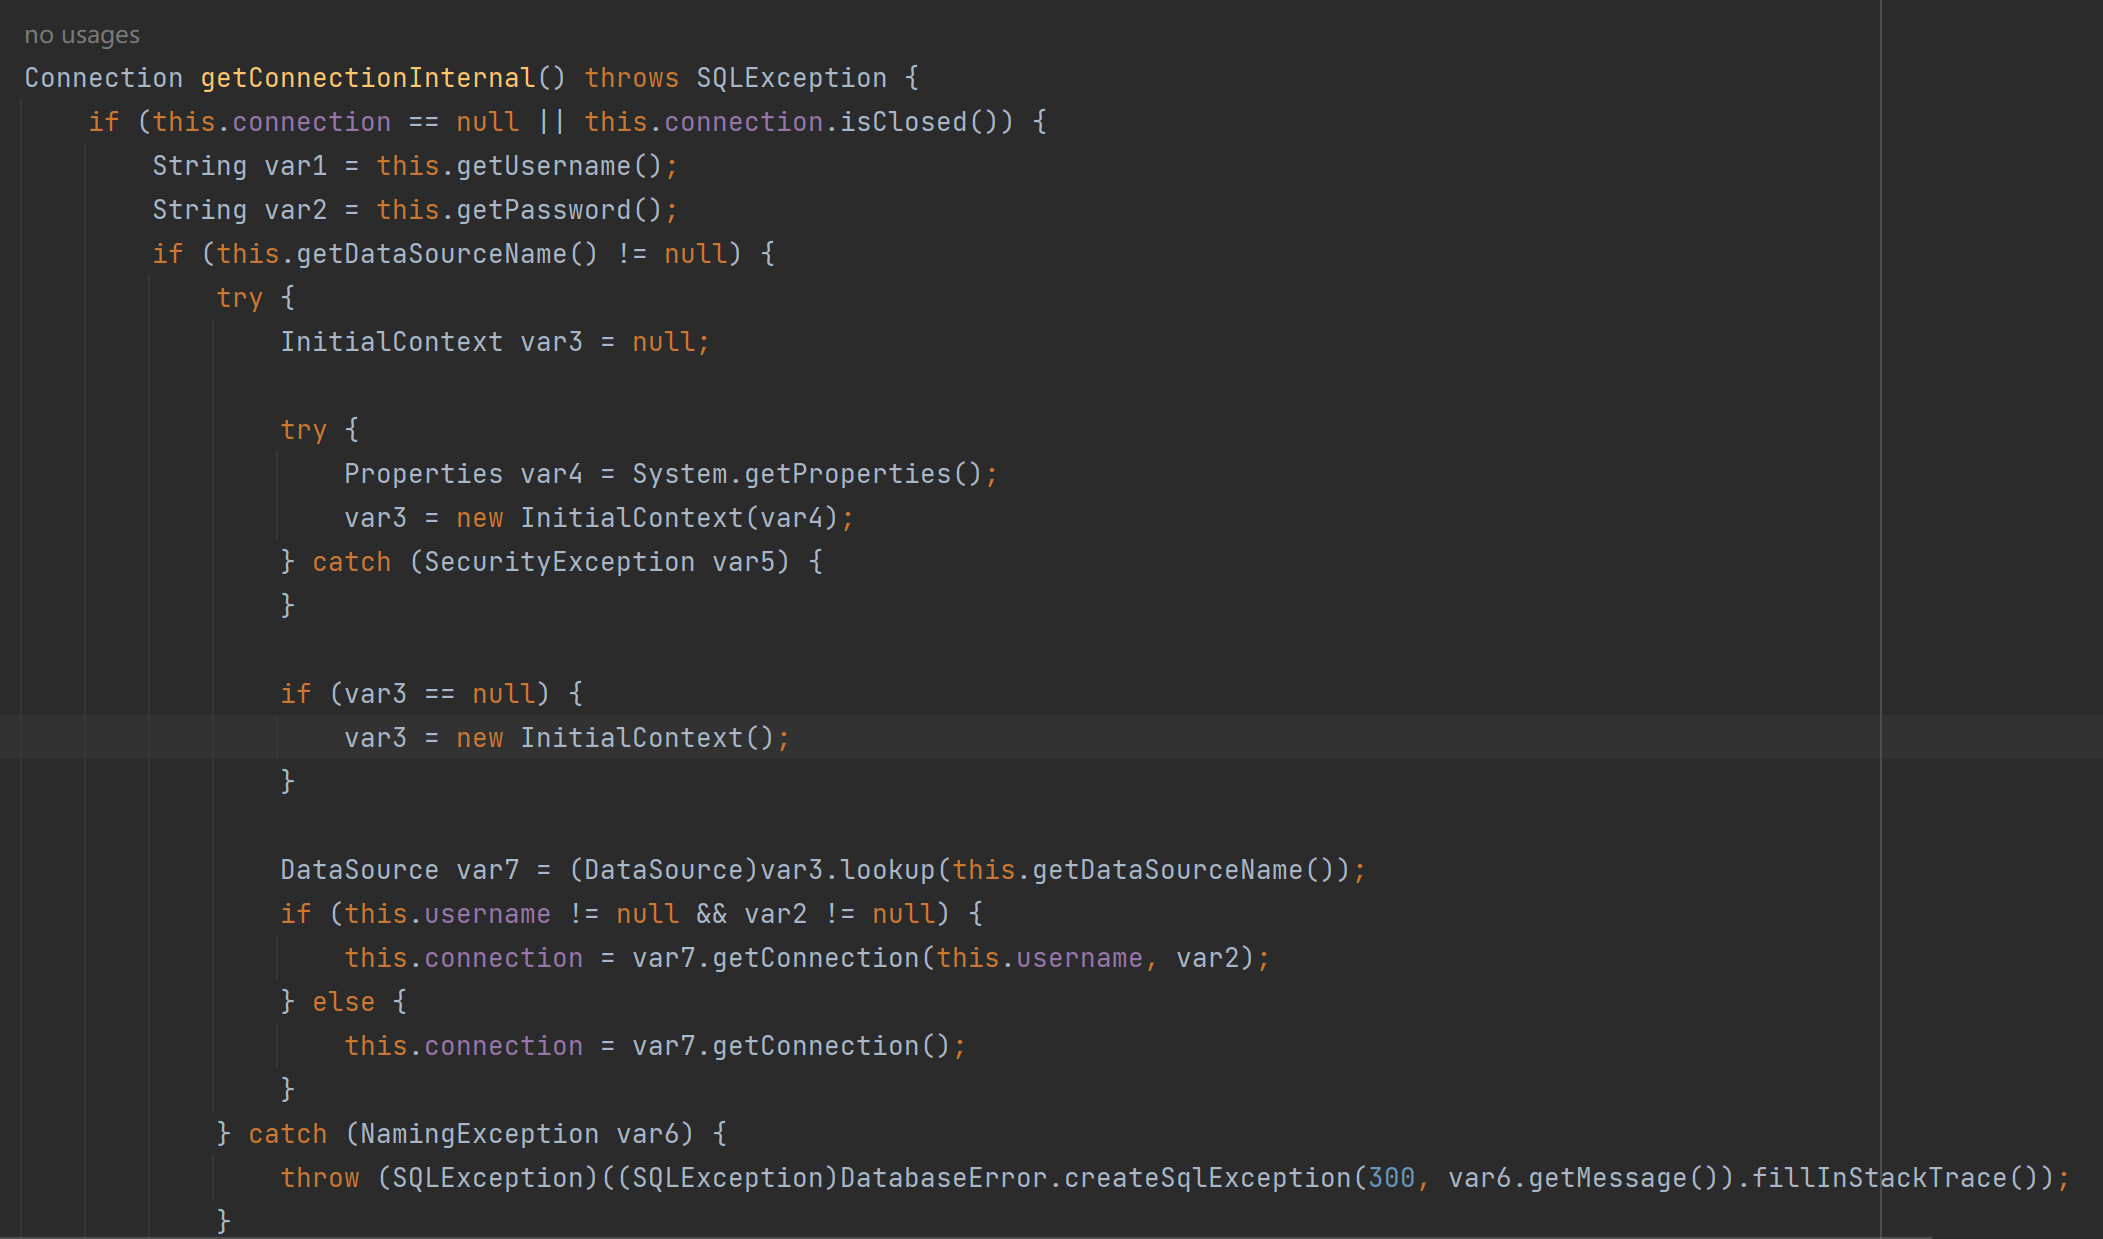 no usages
Connection getConnectionInternal() throws SQLException {
    if (this.connection == null || this.connection.isClosed()) {
        String var1 = this.getUsername();
        String var2 = this.getPassword();
        if (this.getDataSourceName() != null) {
            try {
                InitialContext var3 = null;

                try {
                    Properties var4 = System.getProperties();
                    var3 = new InitialContext(var4);
                } catch (SecurityException var5) {
                }

                if (var3 == null) {
                    var3 = new InitialContext();
                }

                DataSource var7 = (DataSource)var3.lookup(this.getDataSourceName());
                if (this.username != null && var2 != null) {
                    this.connection = var7.getConnection(this.username, var2);
                } else {
                    this.connection = var7.getConnection();
                }
            } catch (NamingException var6) {
                throw (SQLException)((SQLException)DatabaseError.createSqlException(300, var6.getMessage()).fillInStackTrace());
            }